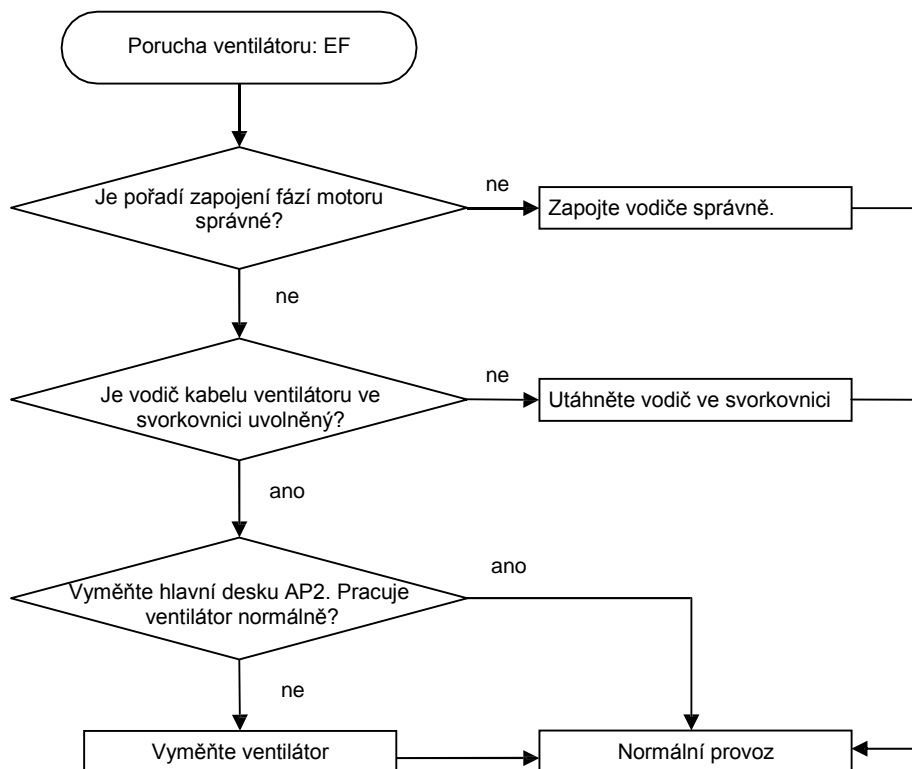 Porucha ventilátoru: EF
Je pořadí zapojení fází motoru
správné?
ne
Zapojte vodiče správně.
ne
Je vodič kabelu ventilátoru ve
svorkovnici uvolněný?
ne
Utáhněte vodič ve svorkovnici
ano
Vyměňte hlavní desku AP2. Pracuje
ventilátor normálně?
ano
ne
Vyměňte ventilátor
Normální provoz